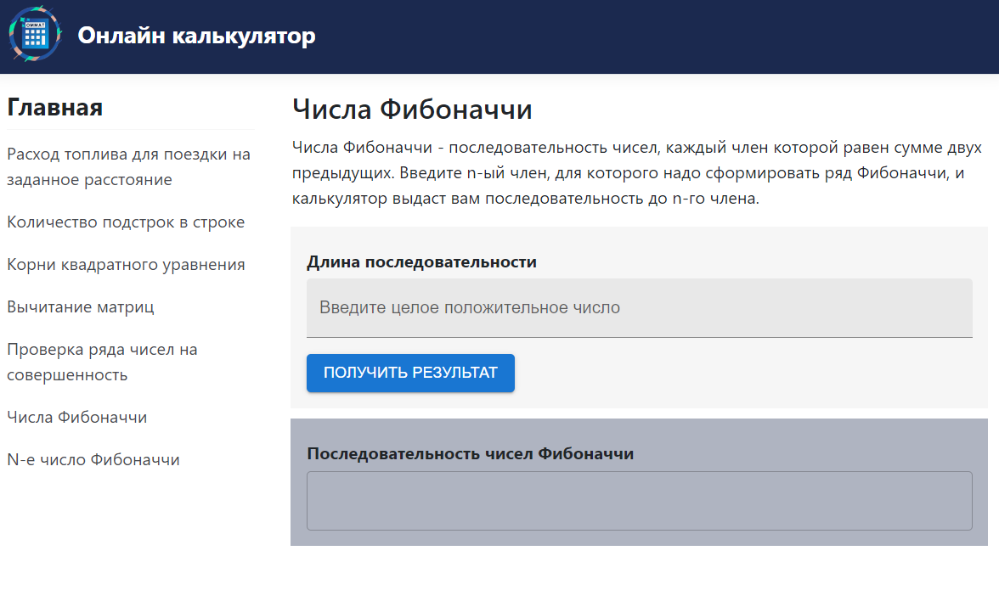 ОММАТ
Онлайн калькулятор
Главная
Расход топлива для поездки на
заданное расстояние
Количество подстрок в строке
Корни квадратного уравнения
Вычитание матриц
Проверка ряда чисел на
совершенность
Числа Фибоначчи
N-е число Фибоначчи
Числа Фибоначчи
Числа Фибоначчи - последовательность чисел, каждый член которой равен сумме двух
предыдущих. Введите n-ый член, для которого надо сформировать ряд Фибоначчи, и
калькулятор выдаст вам последовательность до n-го члена.
Длина последовательности
Введите целое положительное число
ПОЛУЧИТЬ РЕЗУЛЬТАТ
Последовательность чисел Фибоначчи